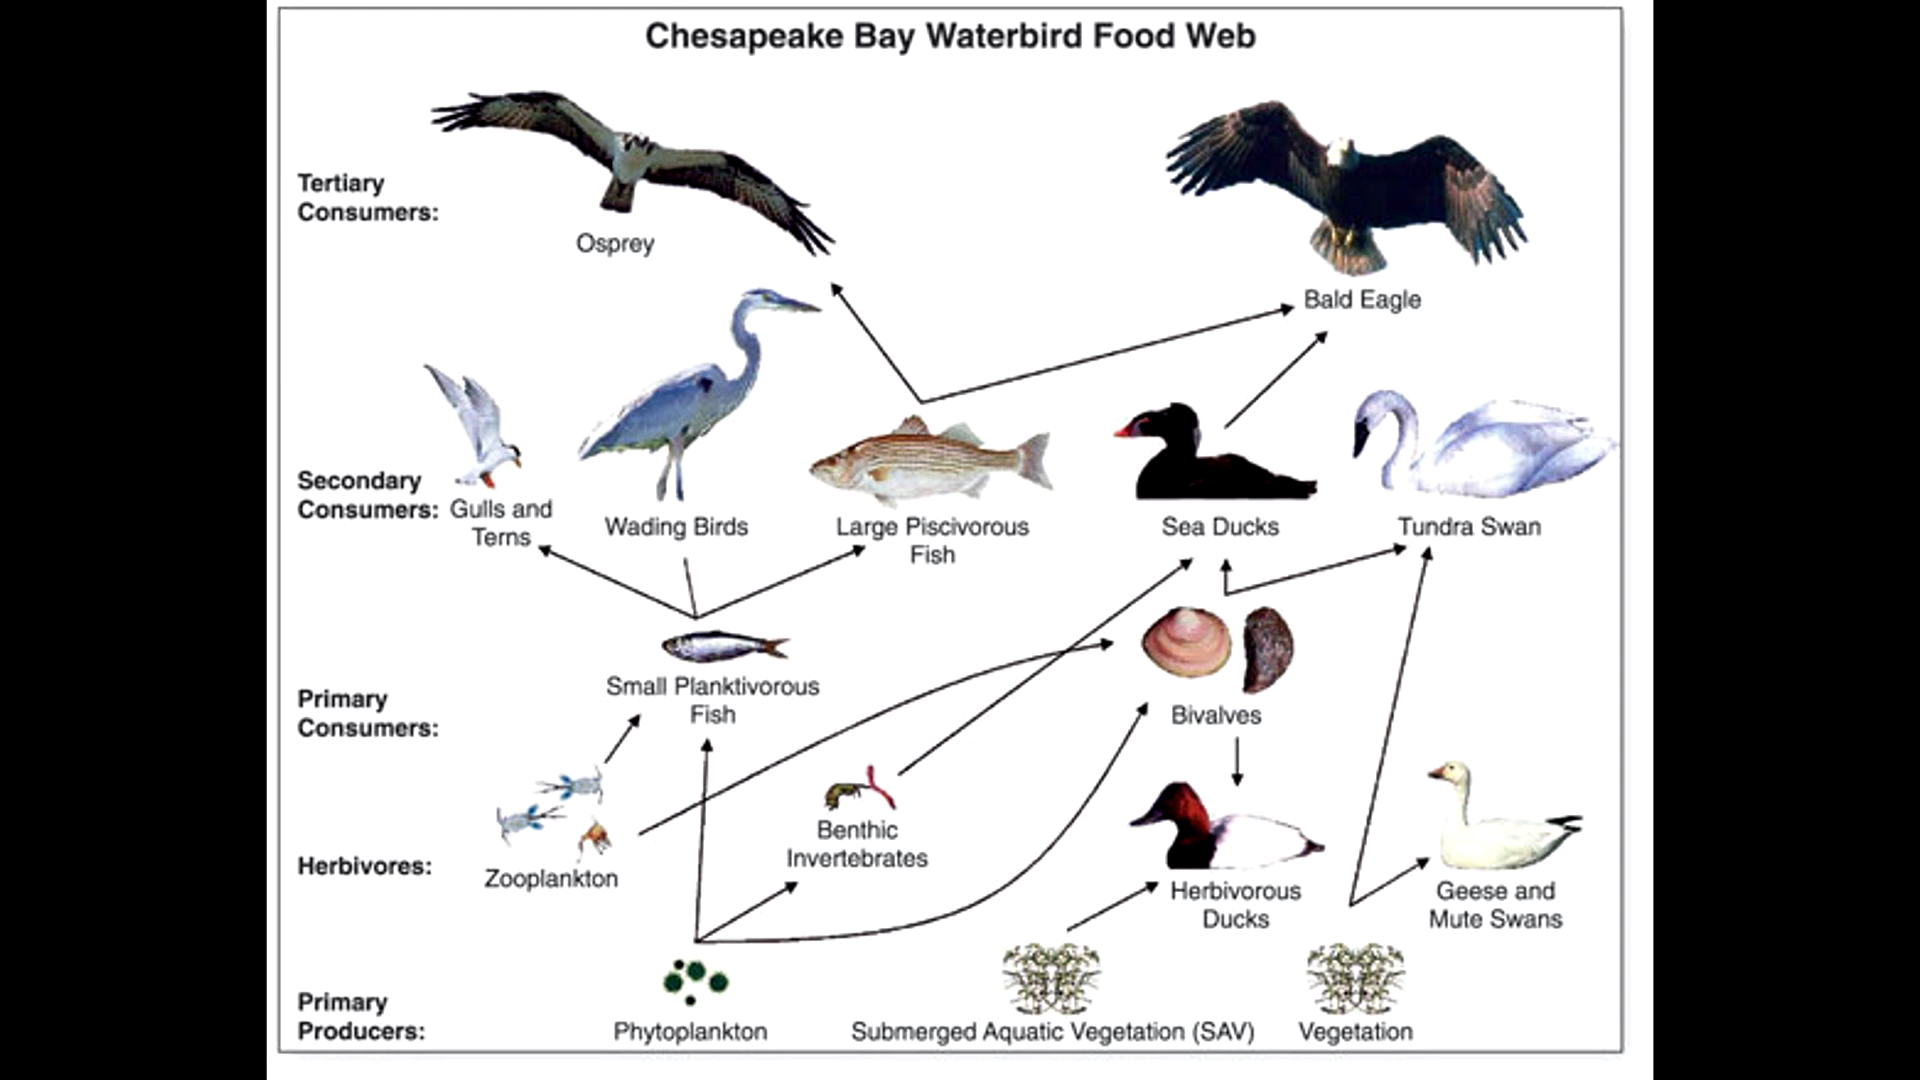 Chesapeake Bay Waterbird Food Web
Tertiary
Consumers:
Osprey
Bald Eagle
Secondary
Consumers:
Gulls and
Terns
Wading Birds
Large Piscivorous
Fish
Sea Ducks
Tundra Swan
Primary
Consumers:
Small Planktivorous
Fish
Bivalves
Herbivores:
Zooplankton
Benthic
Invertebrates
Herbivorous
Ducks
Geese and
Mute Swans
Primary
Producers:
Phytoplankton
Submerged Aquatic Vegetation (SAV)
Vegetation